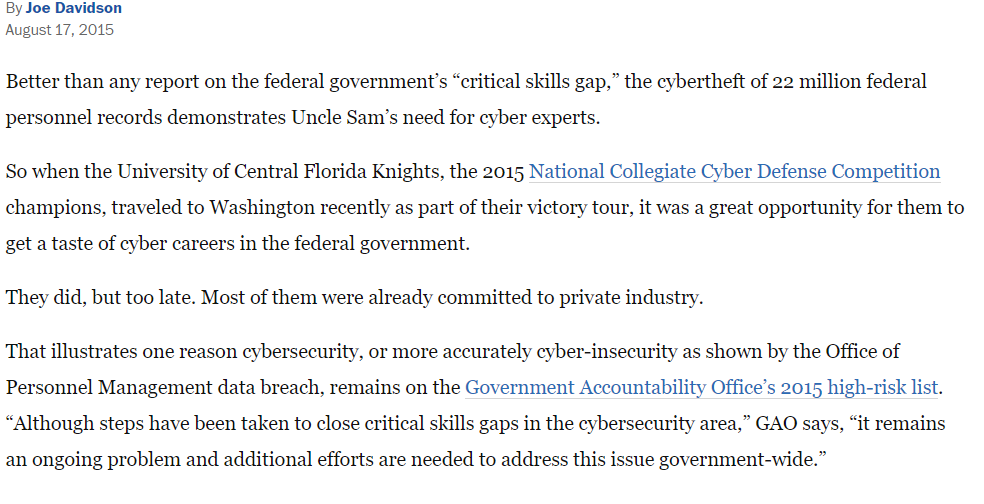 By Joe Davidson
August 17, 2015
Better than any report on the federal government’s “critical skills gap,” the cybertheft of 22 million federal
personnel records demonstrates Uncle Sam’s need for cyber experts.
So when the University of Central Florida Knights, the 2015 National Collegiate Cyber Defense Competition
champions, traveled to Washington recently as part of their victory tour, it was a great opportunity for them to
get a taste of cyber careers in the federal government.
They did, but too late. Most of them were already committed to private industry.
That illustrates one reason cybersecurity, or more accurately cyber-insecurity as shown by the Office of
Personnel Management data breach, remains on the Government Accountability Office’s 2015 high-risk list.
“Although steps have been taken to close critical skills gaps in the cybersecurity area,” GAO says, “it remains
an ongoing problem and additional efforts are needed to address this issue government-wide.”